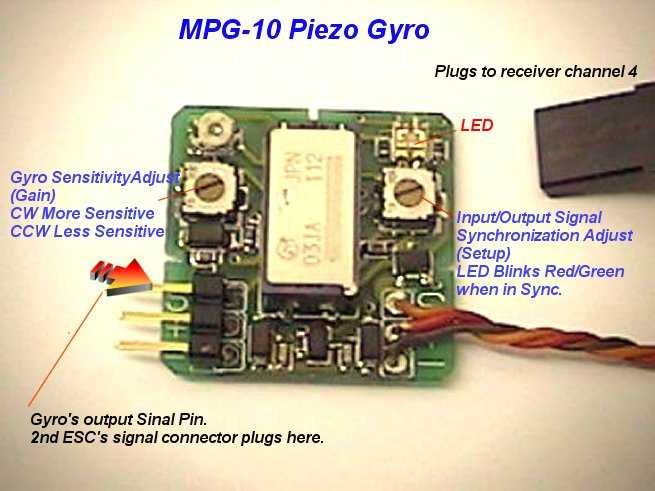 MPG-10 Piezo Gyro
Plugs to receiver channel 4
LED
Gyro SensitivityAdjust
(Gain)
CW More Sensitive
CCW Less Sensitive
JPN
112
03JA
Input/Output Signal
Synchronization Adjust
(Setup)
LED Blinks Red/Green
when in Sync.
Gyro's output Sinal Pin.
2nd ESC's signal connector plugs here.